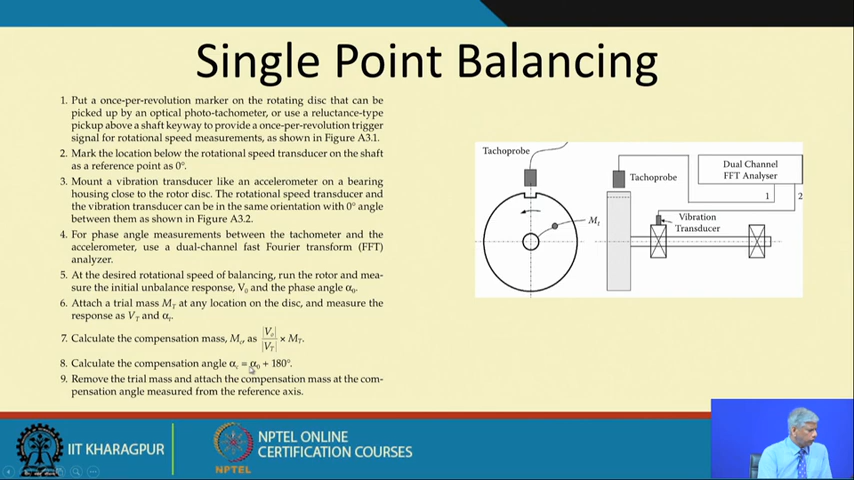 Single Point Balancing
1. Put a once-per-revolution marker on the rotating disc that can be
picked up by an optical photo-tachometer, or use a reluctance-type
pickup above a shaft keyway to provide a once-per-revolution trigger
signal for rotational speed measurements, as shown in Figure A3.1.
2. Mark the location below the rotational speed transducer on the shaft
as a reference point as 0°.
3. Mount a vibration transducer like an accelerometer on a bearing
housing close to the rotor disc. The rotational speed transducer and
the vibration transducer can be in the same orientation with 0° angle
between them as shown in Figure A3.2.
4. For phase angle measurements between the tachometer and the
accelerometer, use a dual-channel fast Fourier transform (FFT)
analyzer.
5. At the desired rotational speed of balancing, run the rotor and mea-
sure the initial unbalance response, V₀ and the phase angle α₀.
6. Attach a trial mass M_T at any location on the disc, and measure the
response as V_T and α_t.
7. Calculate the compensation mass, M_c, as |V_o| / |V_T| × M_T.
8. Calculate the compensation angle α_c = α₀ + 180°.
9. Remove the trial mass and attach the compensation mass at the com-
pensation angle measured from the reference axis.
Tachoprobe
M_t
Tachoprobe
Dual Channel
FFT Analyser
1
2
Vibration
Transducer
IIT KHARAGPUR
NPTEL
NPTEL ONLINE
CERTIFICATION COURSES